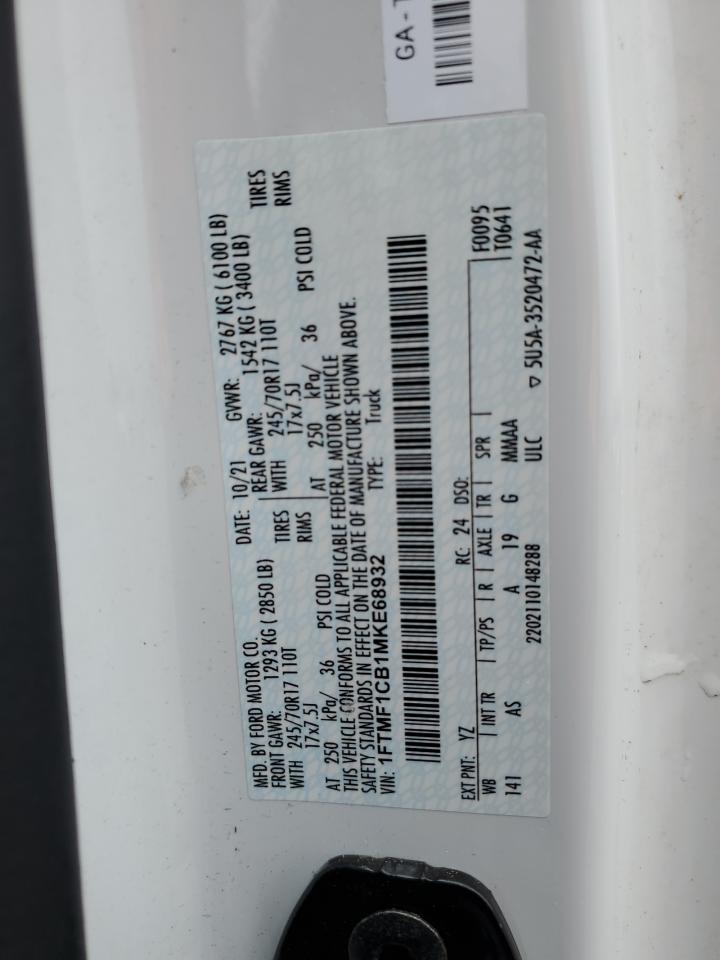 GA-T
MFD. BY FORD MOTOR CO. DATE: 10/21 GVWR: 2767 KG ( 6100 LB)
FRONT GAWR: 1293 KG ( 2850 LB) REAR GAWR: 1542 KG ( 3400 LB)
WITH 245/70R17 110T TIRES WITH 245/70R17 110T TIRES
17x7.5J RIMS 17x7.5J RIMS
AT 250 kPa/ 36 PSI COLD AT 250 kPa/ 36 PSI COLD
THIS VEHICLE CONFORMS TO ALL APPLICABLE FEDERAL MOTOR VEHICLE
SAFETY STANDARDS IN EFFECT ON THE DATE OF MANUFACTURE SHOWN ABOVE.
VIN: 1FTMF1CB1MKE68932 TYPE: Truck
EXT PNT: YZ RC: 24 DSO: F0095
WB INT TR TP/PS R AXLE TR SPR T0641
141 AS A 19 G MMAA
2202110148288 ULC ▽ 5U5A-3520472-AA